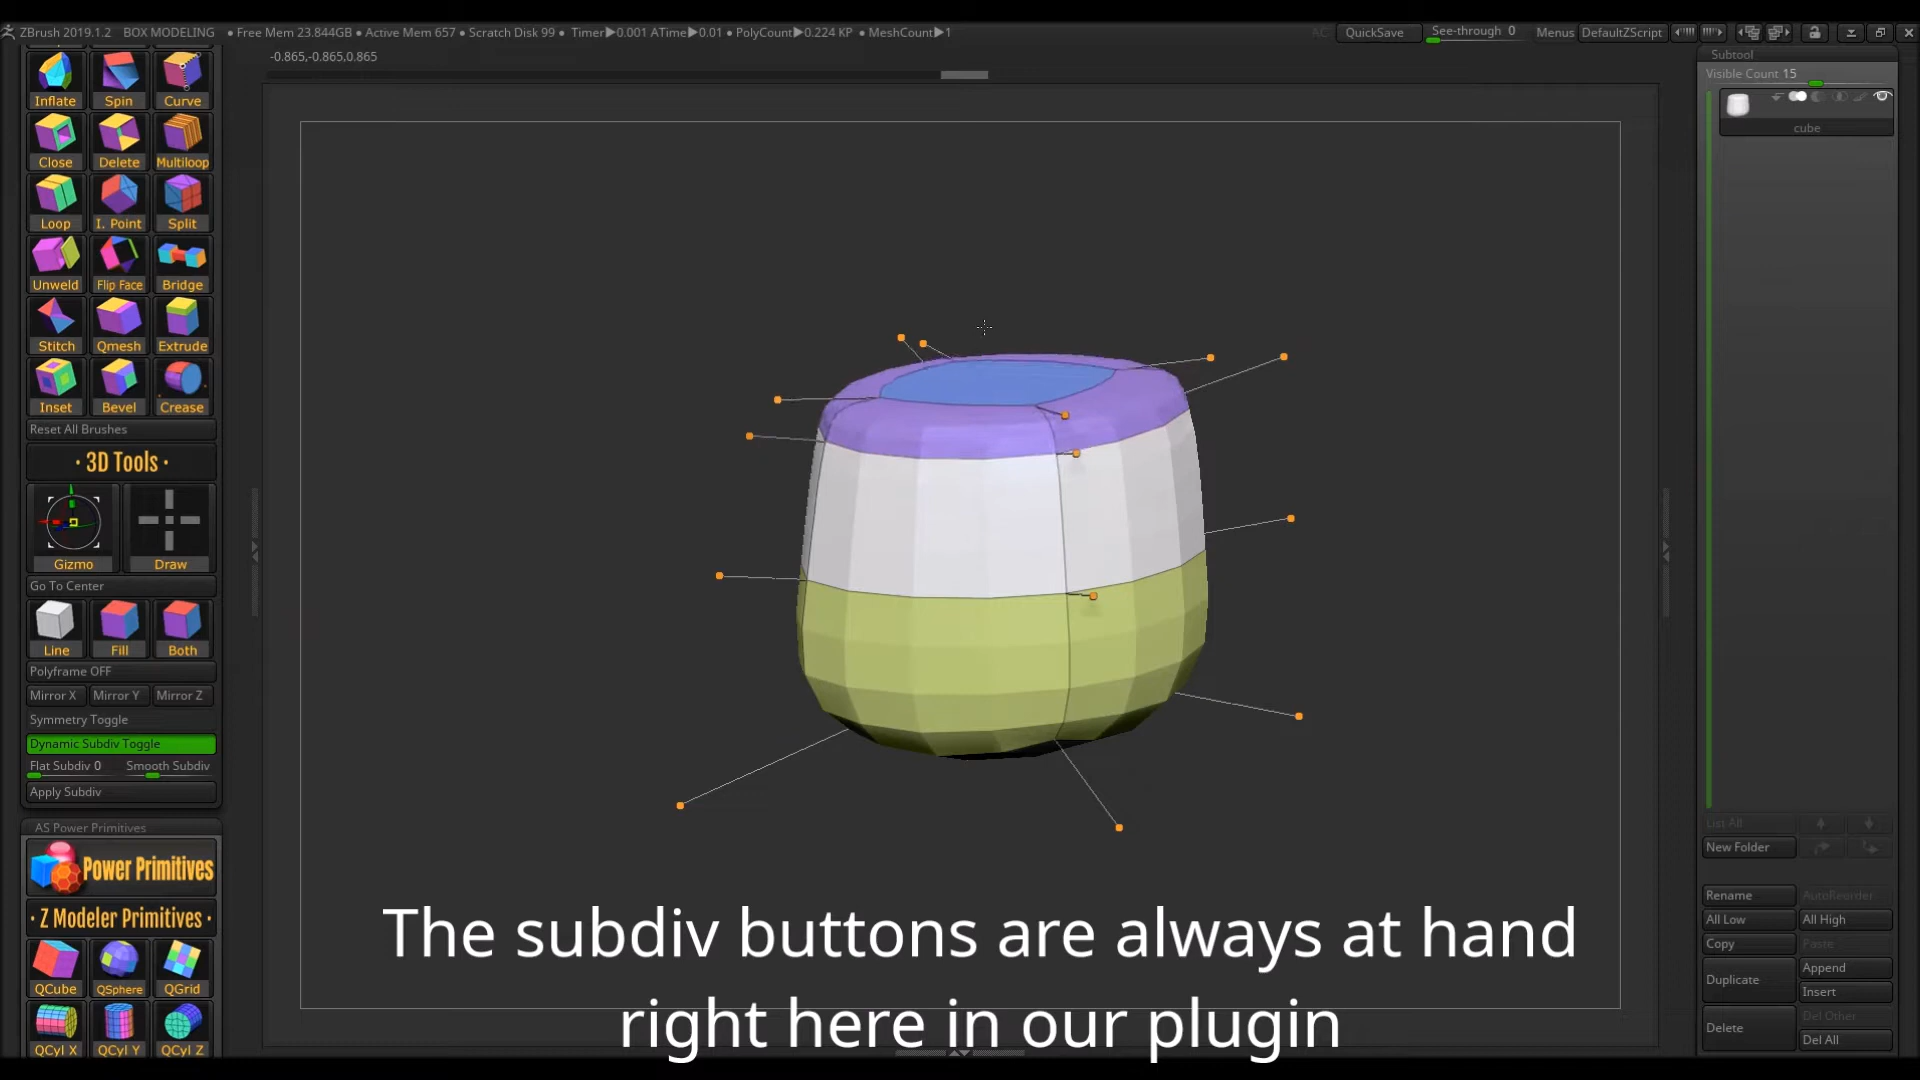 ZBrush 2019.1.2 BOX MODELING • Free Mem 23.844GB • Active Mem 657 • Scratch Disk 99 • Timer▶0.001 ATime▶0.01 • PolyCount▶0.224 KP • MeshCount▶1
AC QuickSave See-through 0 Menus DefaultZScript
-0.865,-0.865,0.865
Inflate Spin Curve
Close Delete Multiloop
Loop I. Point Split
Unweld Flip Face Bridge
Stitch Qmesh Extrude
Inset Bevel Crease
Reset All Brushes
· 3D Tools ·
Gizmo Draw
Go To Center
Line Fill Both
Polyframe OFF
Mirror X Mirror Y Mirror Z
Symmetry Toggle
Dynamic Subdiv Toggle
Flat Subdiv 0 Smooth Subdiv
Apply Subdiv
AS Power Primitives
Power Primitives
· Z Modeler Primitives ·
QCube QSphere QGrid
QCyl X QCyl Y QCyl Z
Subtool
Visible Count 15
cube
List All
New Folder
Rename AutoReorder
All Low All High
Copy Paste
Duplicate Append
Insert
Delete Del Other
Del All
The subdiv buttons are always at hand
right here in our plugin